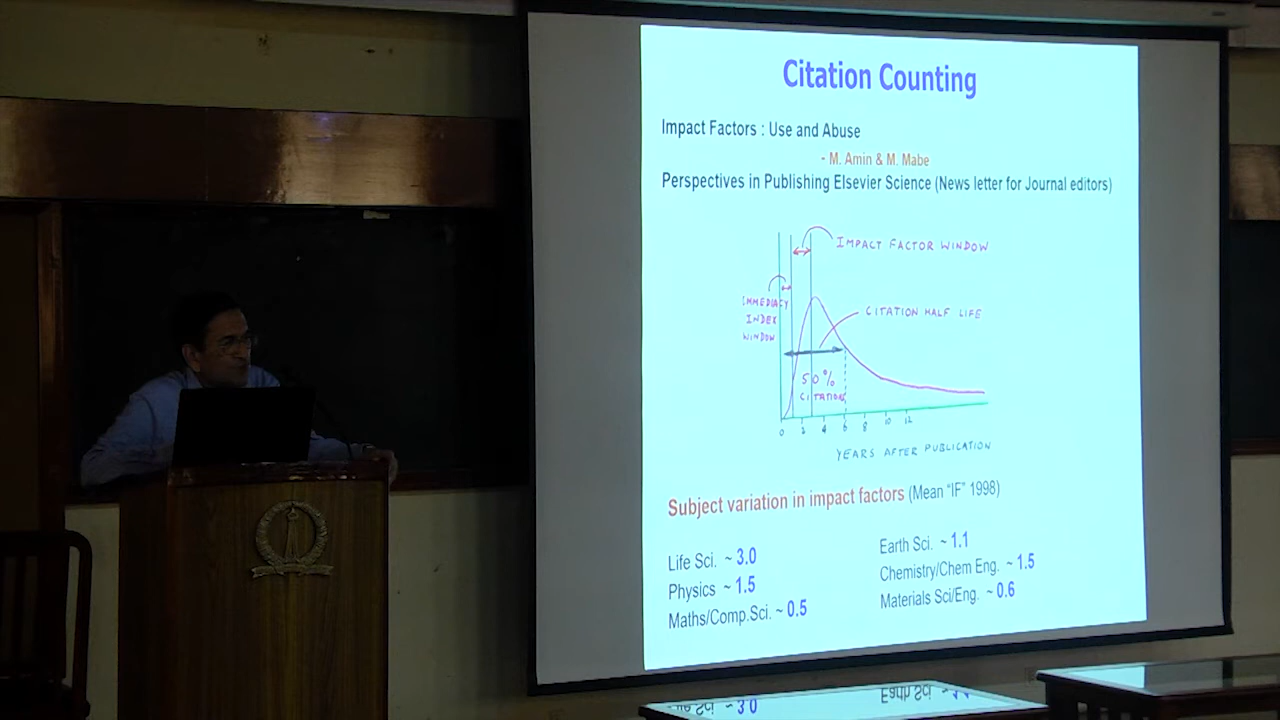 Citation Counting
Impact Factors : Use and Abuse
- M. Amin & M. Mabe
Perspectives in Publishing Elsevier Science (News letter for Journal editors)
IMPACT FACTOR WINDOW
IMMEDIACY
INDEX
WINDOW
CITATION HALF LIFE
50%
CITATIONS
0 2 4 6 8 10 12
YEARS AFTER PUBLICATION
Subject variation in impact factors (Mean “IF” 1998)
Life Sci. ~ 3.0
Physics ~ 1.5
Maths/Comp.Sci. ~ 0.5
Earth Sci. ~ 1.1
Chemistry/Chem Eng. ~ 1.5
Materials Sci/Eng. ~ 0.6